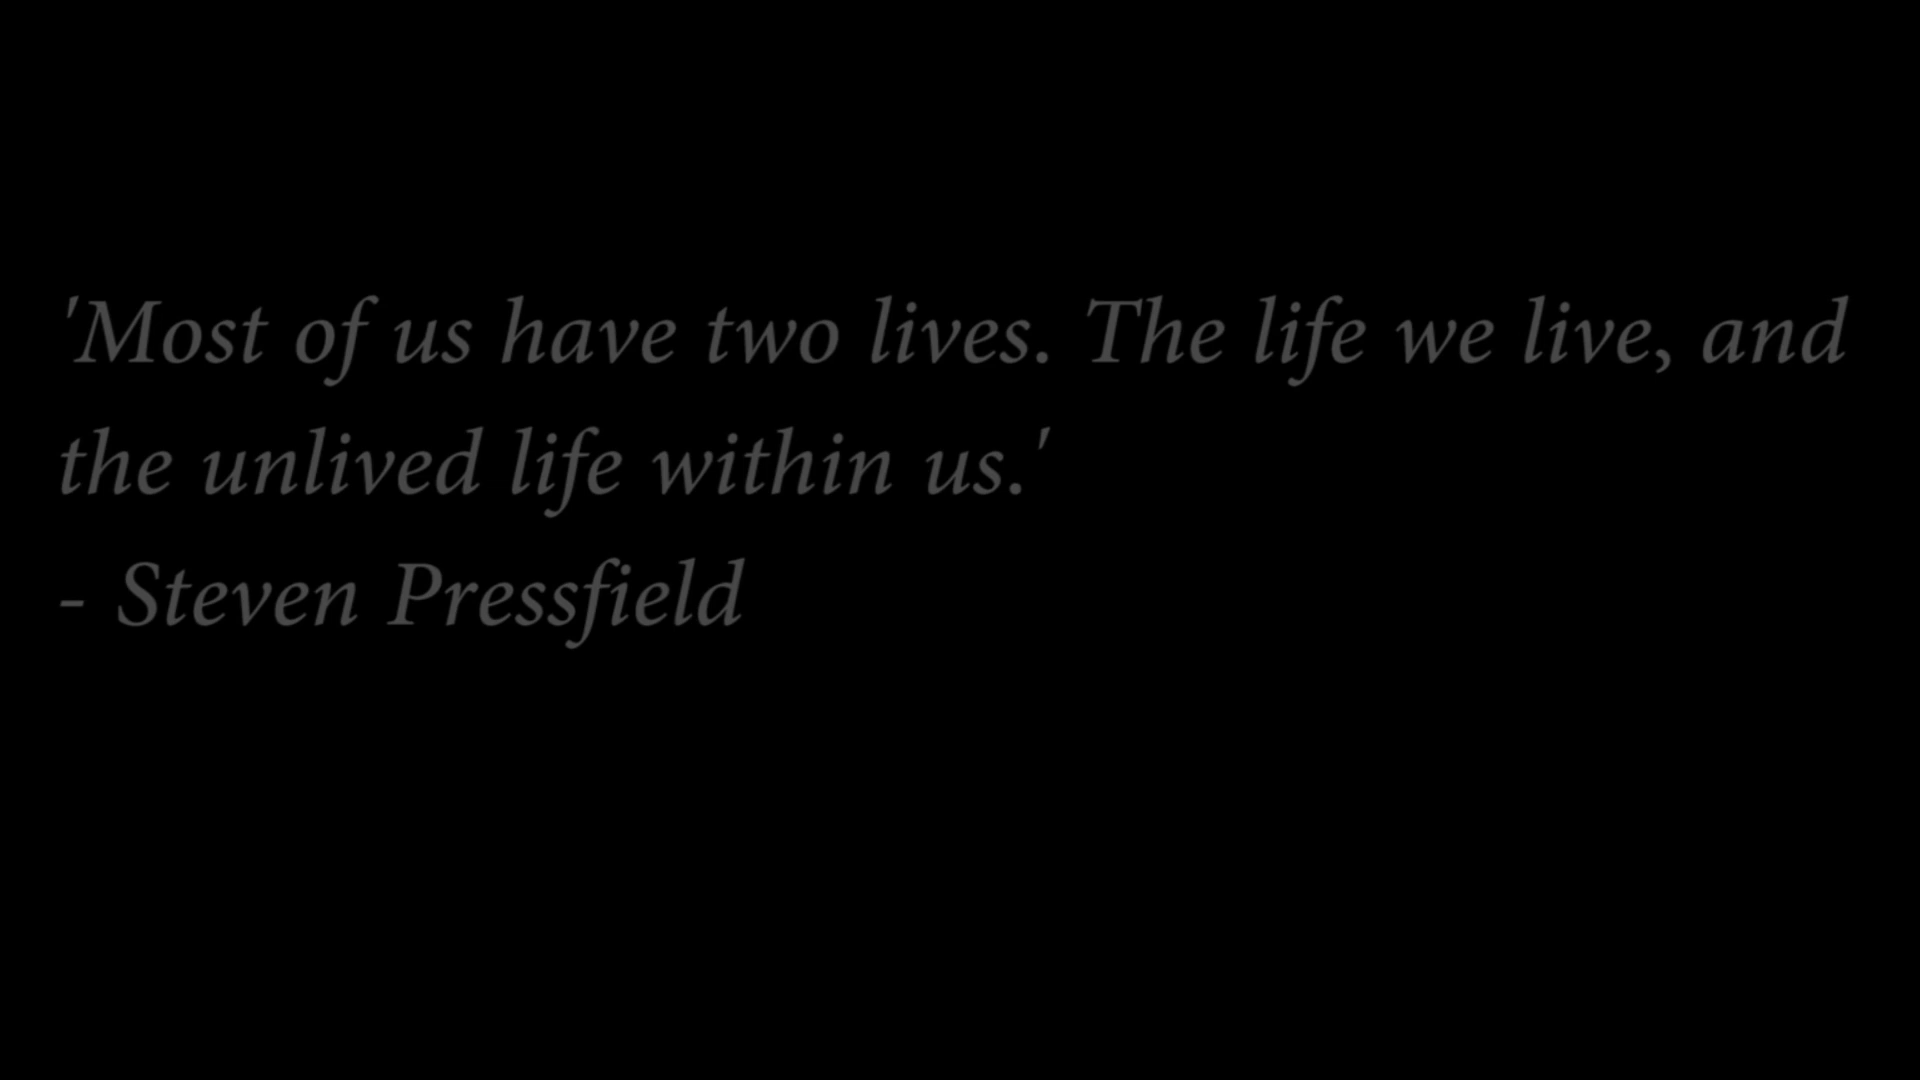 'Most of us have two lives. The life we live, and
the unlived life within us.'
- Steven Pressfield